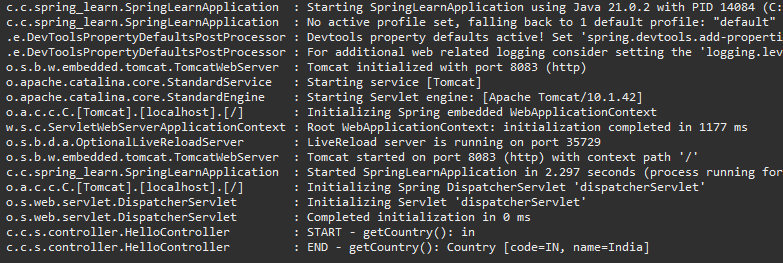 c.c.spring_learn.SpringLearnApplication : Starting SpringLearnApplication using Java 21.0.2 with PID 14084 (C:
c.c.spring_learn.SpringLearnApplication : No active profile set, falling back to 1 default profile: "default"
.e.DevToolsPropertyDefaultsPostProcessor : Devtools property defaults active! Set 'spring.devtools.add-properti
.e.DevToolsPropertyDefaultsPostProcessor : For additional web related logging consider setting the 'logging.lev
o.s.b.w.embedded.tomcat.TomcatWebServer : Tomcat initialized with port 8083 (http)
o.apache.catalina.core.StandardService : Starting service [Tomcat]
o.apache.catalina.core.StandardEngine : Starting Servlet engine: [Apache Tomcat/10.1.42]
o.a.c.c.C.[Tomcat].[localhost].[/] : Initializing Spring embedded WebApplicationContext
w.s.c.ServletWebServerApplicationContext : Root WebApplicationContext: initialization completed in 1177 ms
o.s.b.d.a.OptionalLiveReloadServer : LiveReload server is running on port 35729
o.s.b.w.embedded.tomcat.TomcatWebServer : Tomcat started on port 8083 (http) with context path '/'
c.c.spring_learn.SpringLearnApplication : Started SpringLearnApplication in 2.297 seconds (process running for
o.a.c.c.C.[Tomcat].[localhost].[/] : Initializing Spring DispatcherServlet 'dispatcherServlet'
o.s.web.servlet.DispatcherServlet : Initializing Servlet 'dispatcherServlet'
o.s.web.servlet.DispatcherServlet : Completed initialization in 0 ms
c.c.s.controller.HelloController : START - getCountry(): in
c.c.s.controller.HelloController : END - getCountry(): Country [code=IN, name=India]